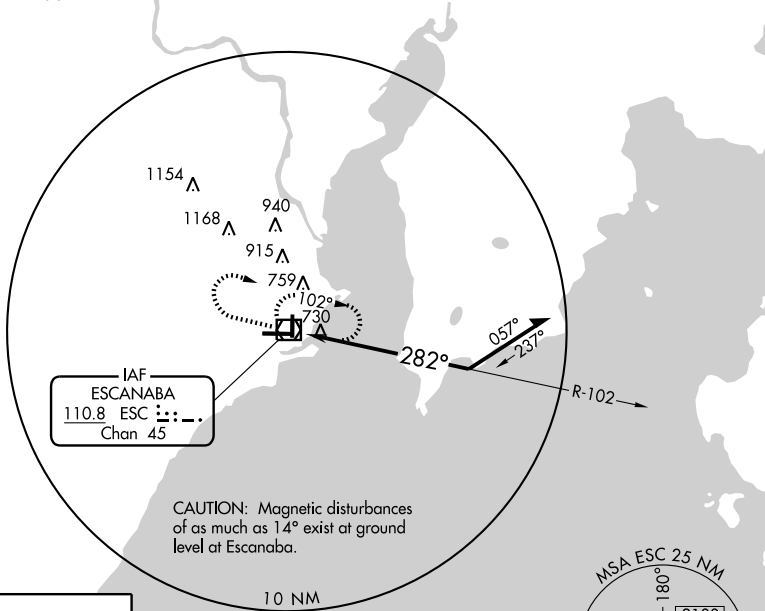 1154
1168
940
915
759
102°
730
282°
057°
237°
R-102
IAF
ESCANABA
110.8 ESC
Chan 45
CAUTION: Magnetic disturbances
of as much as 14° exist at ground
level at Escanaba.
10 NM
MSA ESC 25 NM
180°